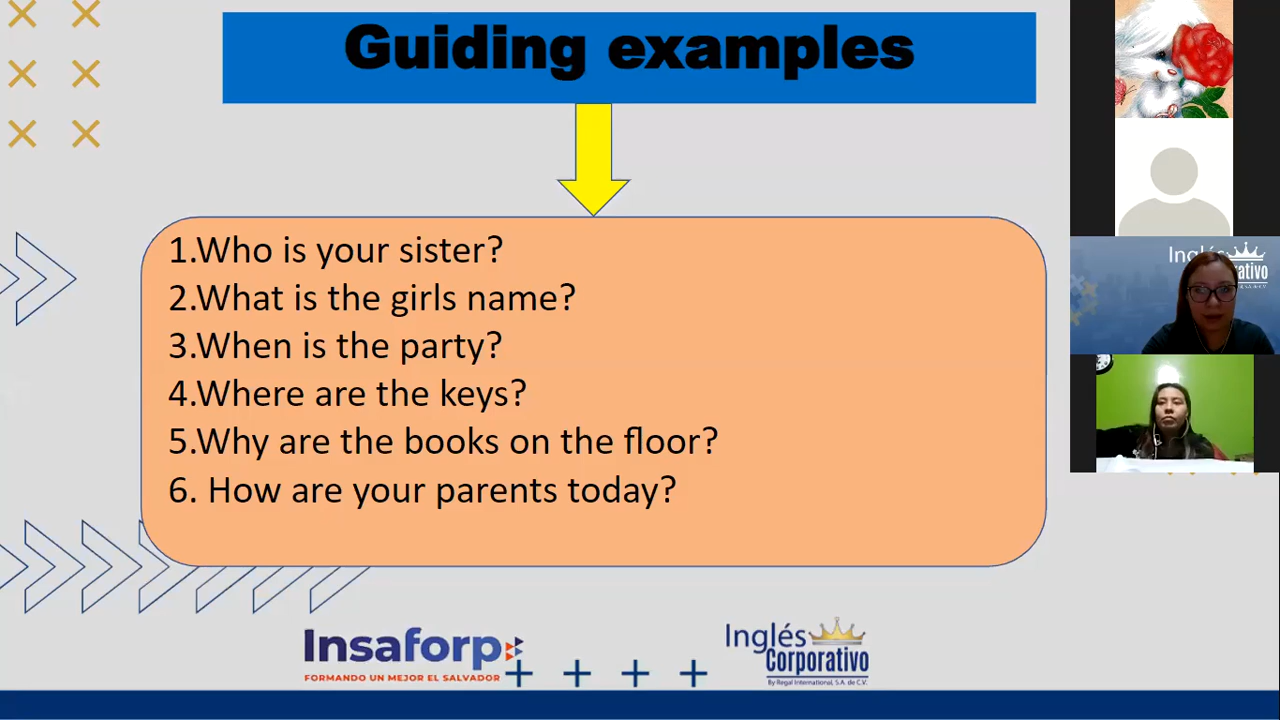 Guiding examples
1.Who is your sister?
2.What is the girls name?
3.When is the party?
4.Where are the keys?
5.Why are the books on the floor?
6. How are your parents today?
Insaforp
FORMANDO UN MEJOR EL SALVADOR
Inglés
Corporativo
By Regal International, S.A. de C.V.
Inglés